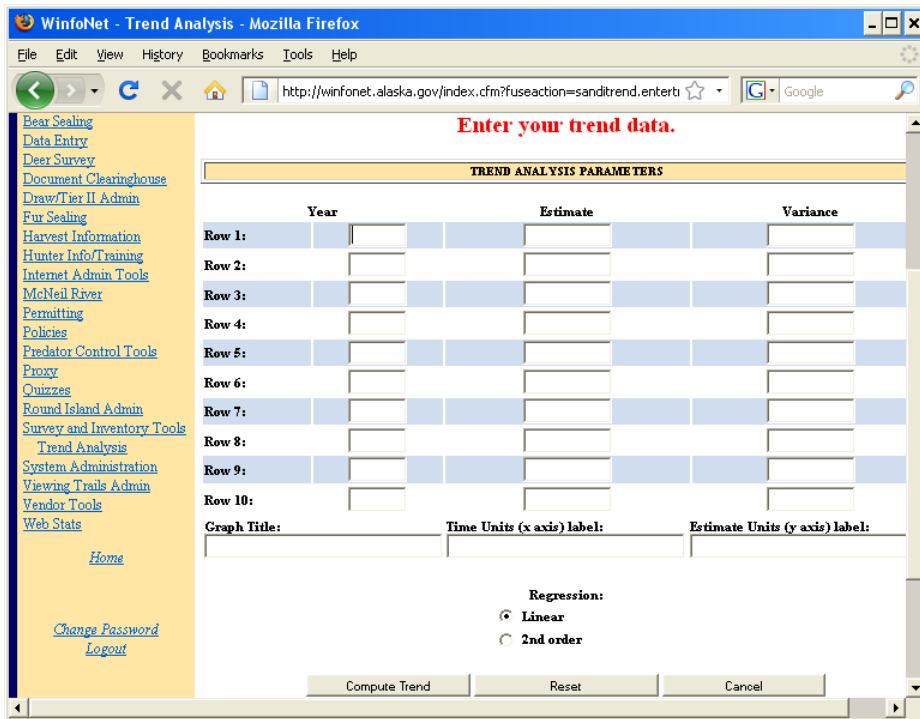 WinfoNet - Trend Analysis - Mozilla Firefox
File Edit View History Bookmarks Tools Help
http://winfonet.alaska.gov/index.cfm?fuseaction=sanditrend.entertr
G Google
Bear Sealing
Data Entry
Deer Survey
Document Clearinghouse
Draw/Tier II Admin
Fur Sealing
Harvest Information
Hunter Info/Training
Internet Admin Tools
McNeil River
Permitting
Policies
Predator Control Tools
Proxy
Quizzes
Round Island Admin
Survey and Inventory Tools
Trend Analysis
System Administration
Viewing Trails Admin
Vendor Tools
Web Stats
Home
Change Password
Logout
Enter your trend data.
TREND ANALYSIS PARAMETERS
Year Estimate Variance
Row 1:
Row 2:
Row 3:
Row 4:
Row 5:
Row 6:
Row 7:
Row 8:
Row 9:
Row 10:
Graph Title: Time Units (x axis) label: Estimate Units (y axis) label:
Regression:
Linear
2nd order
Compute Trend Reset Cancel